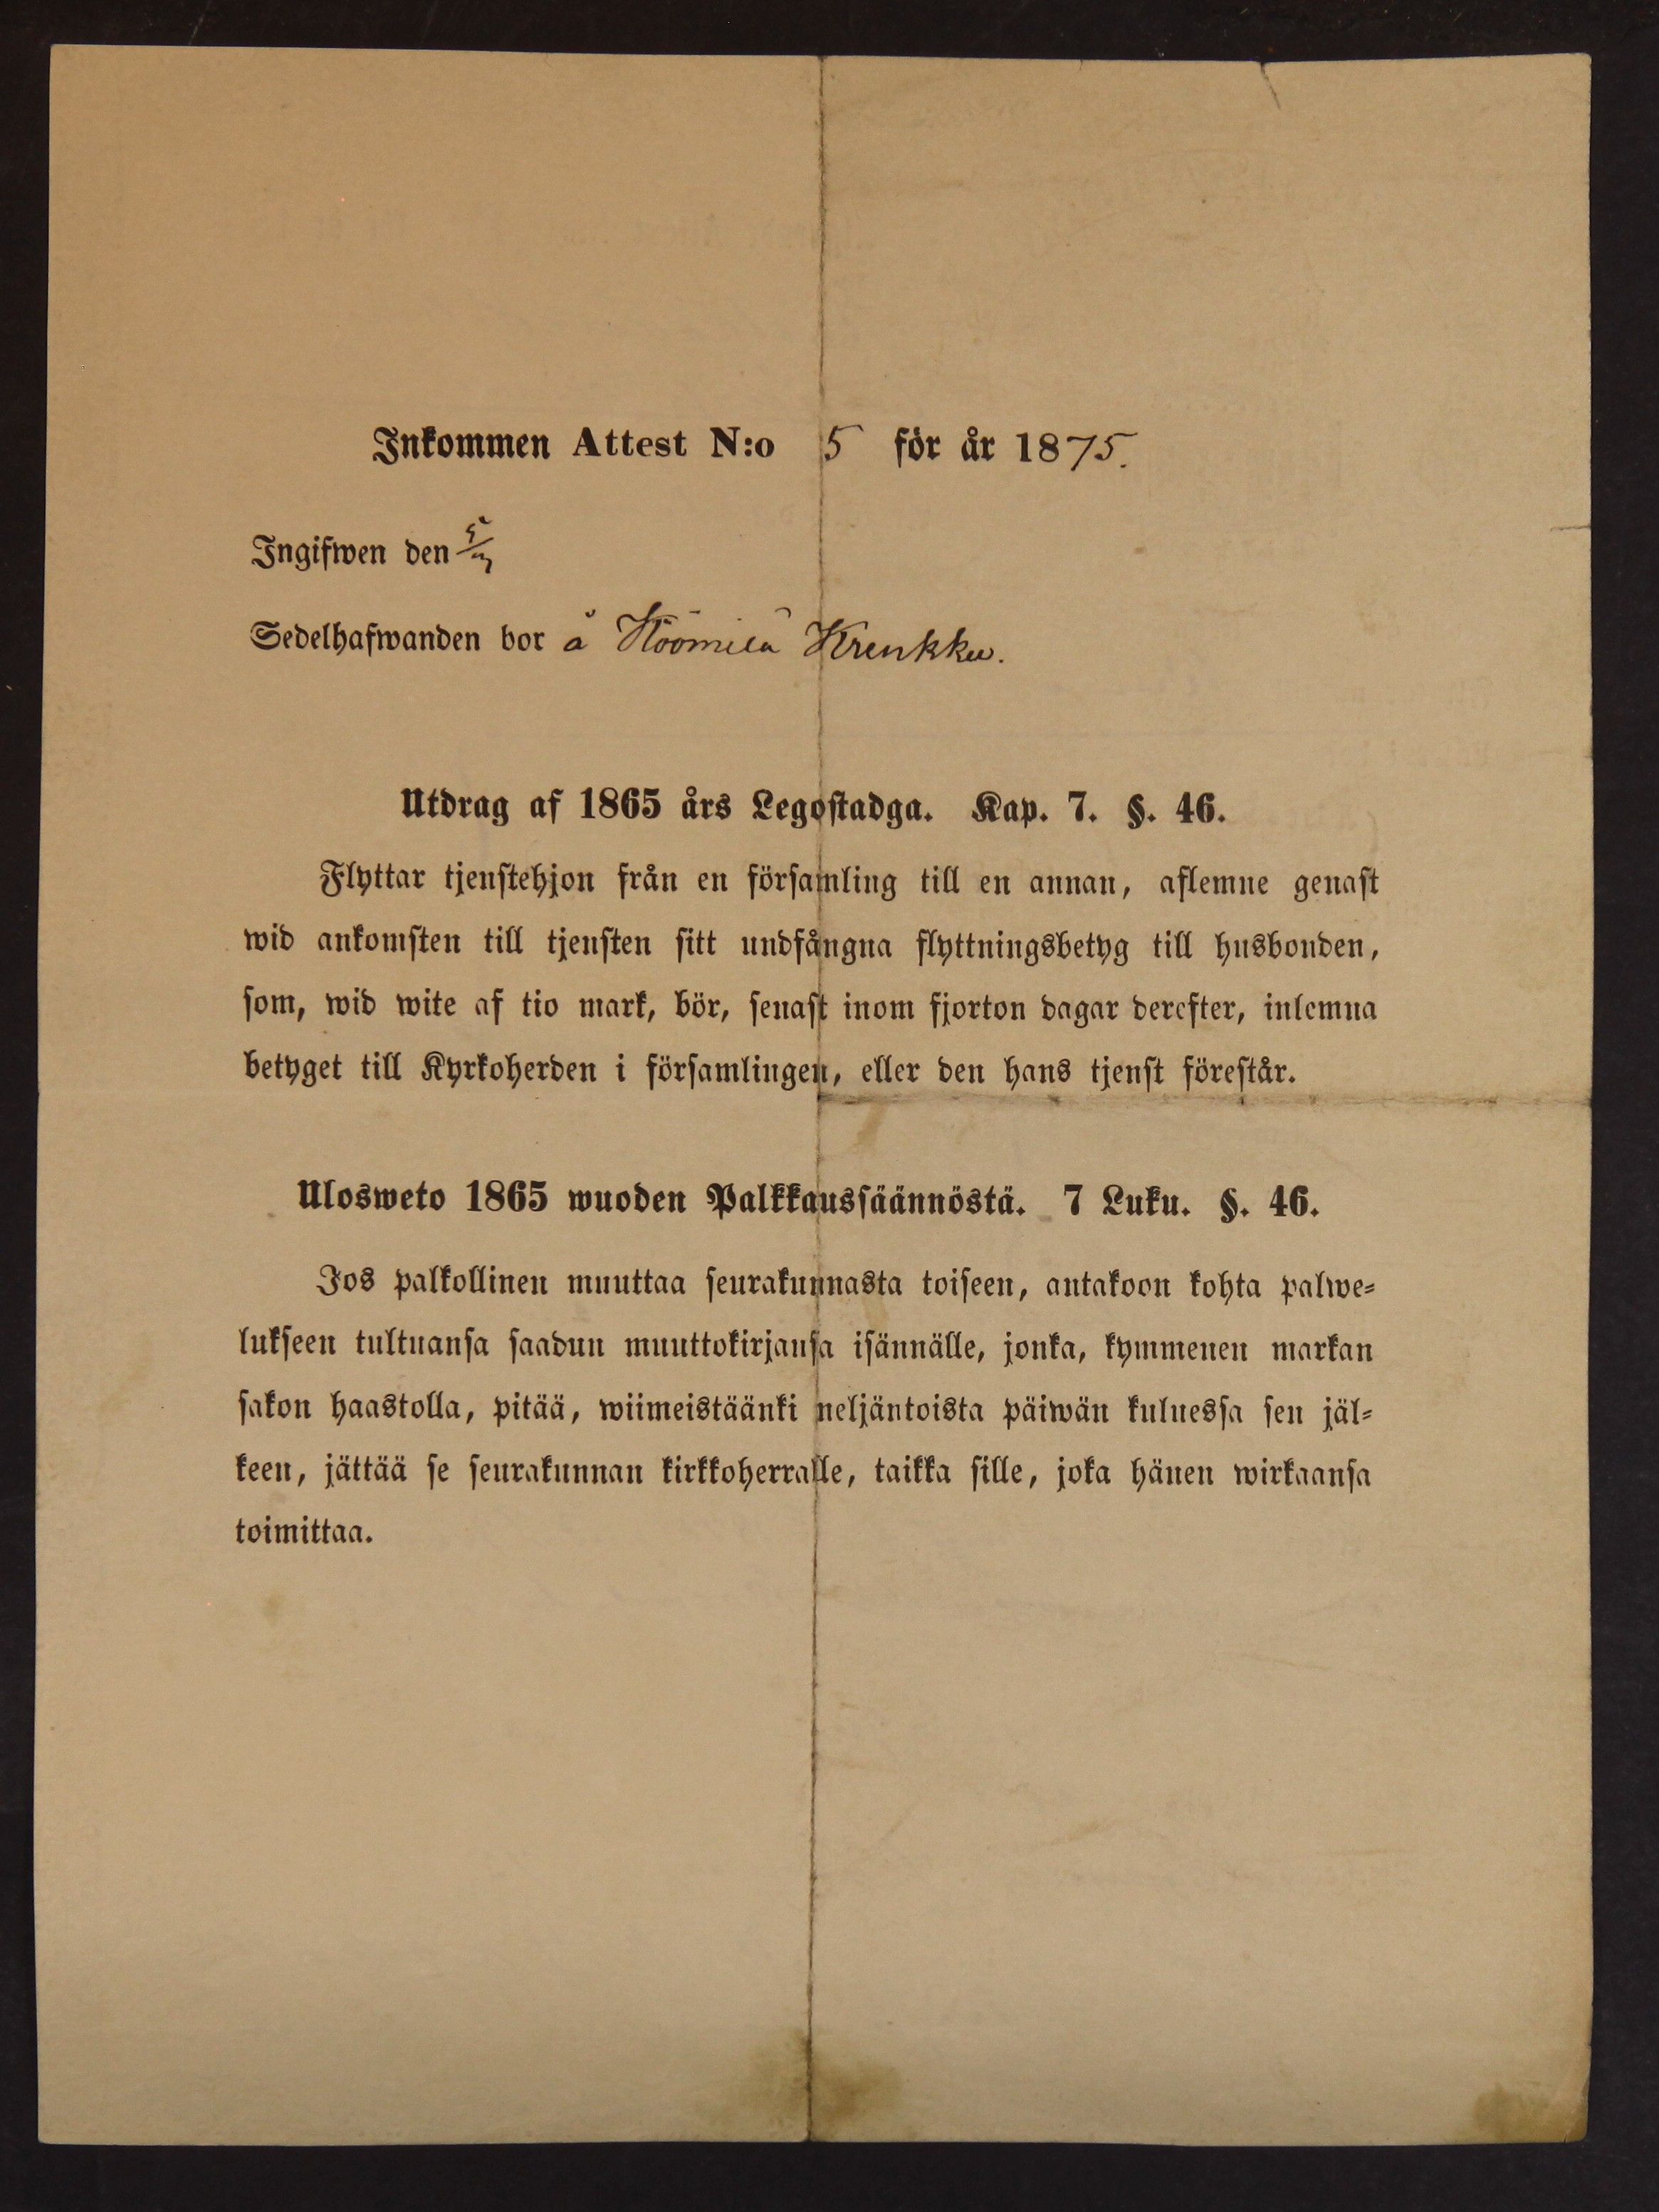 Inkommen Attest N:o 5 för år 1875.
Ingifwen den 5/3
Sedelhafwanden bor å Höömilä Krenkku.
Utdrag af 1865 års Legostadga. Kap. 7. §. 46.
Flyttar tjenstehjon från en församling till en annan, aflemne genast
wid ankomsten till tjensten sitt undfångna flyttningsbetyg till husbonden,
som, wid wite af tio mark, bör, senast inom fjorton dagar derefter, inlemna
betyget till Kyrkoherden i församlingen, eller den hans tjenst förestår.
Ulosweto 1865 wuoden Palkkaussäännöstä. 7 Luku. §. 46.
Jos palkollinen muuttaa seurakunnasta toiseen, antakoon kohta palwe=
lukseen tultuansa saadun muuttokirjansa isännälle, jonka, kymmenen markan
sakon haastolla, pitää, wiimeistäänki neljäntoista päiwän kuluessa sen jäl=
keen, jättää se seurakunnan kirkkoherralle, taikka sille, joka hänen wirkaansa
toimittaa.